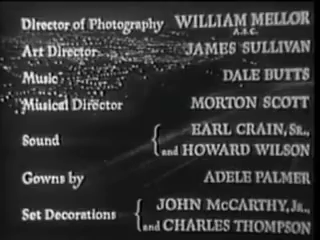 Director of Photography WILLIAM MELLOR
A.S.C.
Art Director JAMES SULLIVAN
Music DALE BUTTS
Musical Director MORTON SCOTT
Sound EARL CRAIN, SR.,
and HOWARD WILSON
Gowns by ADELE PALMER
Set Decorations JOHN McCARTHY, JR.,
and CHARLES THOMPSON